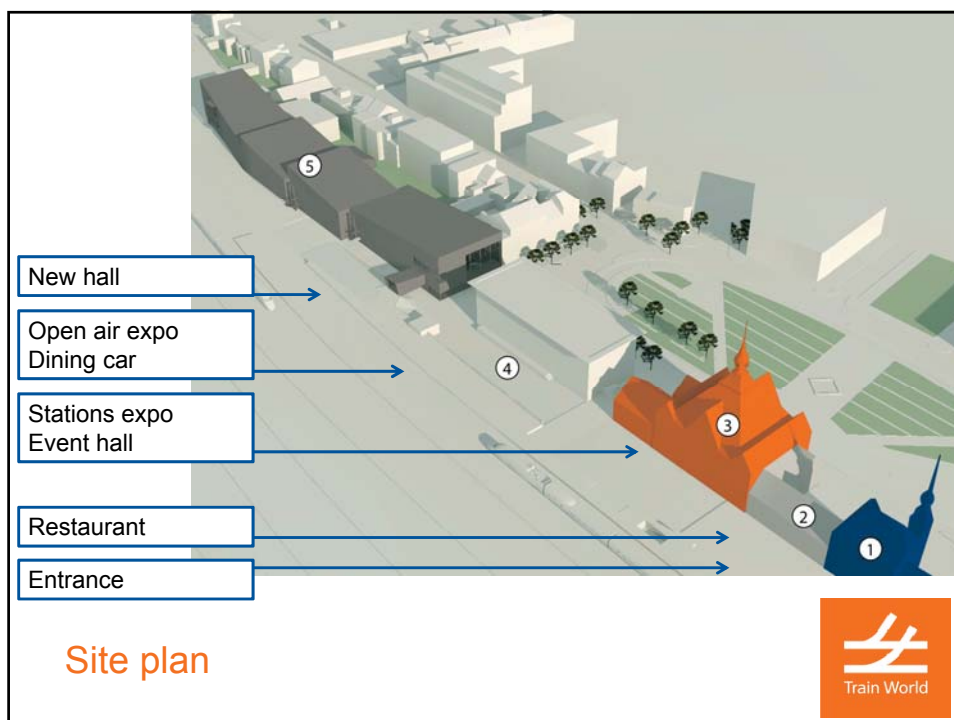 5
New hall
Open air expo
Dining car
4
Stations expo
Event hall
3
Restaurant
2
1
Entrance
Site plan
Train World